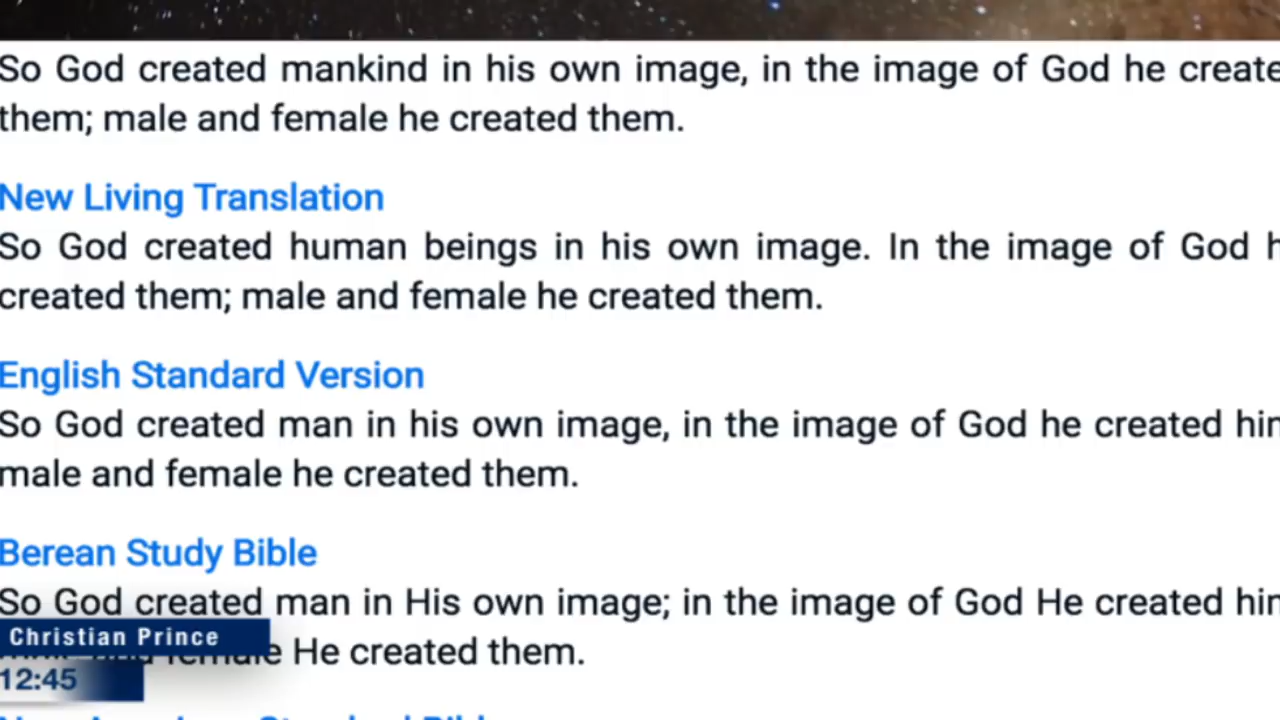 So God created mankind in his own image, in the image of God he create
them; male and female he created them.
New Living Translation
So God created human beings in his own image. In the image of God h
created them; male and female he created them.
English Standard Version
So God created man in his own image, in the image of God he created hin
male and female he created them.
Berean Study Bible
So God created man in His own image; in the image of God He created hin
Christian Prince
and female He created them.
12:45